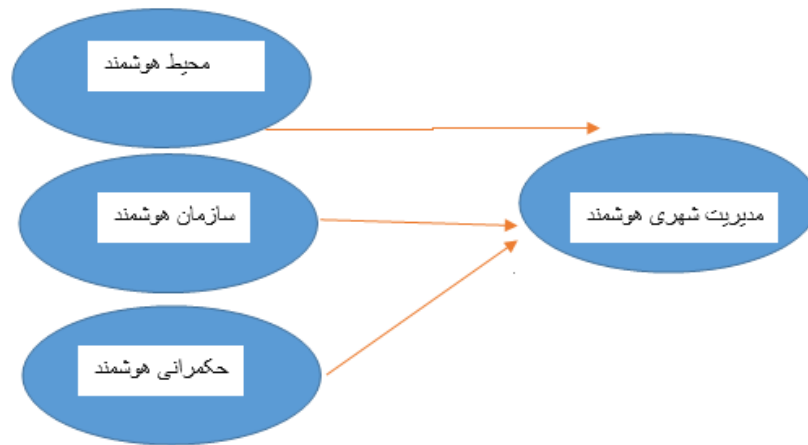 محیط هوشمند
سازمان هوشمند
مدیریت شهری هوشمند
حکمرانی هوشمند